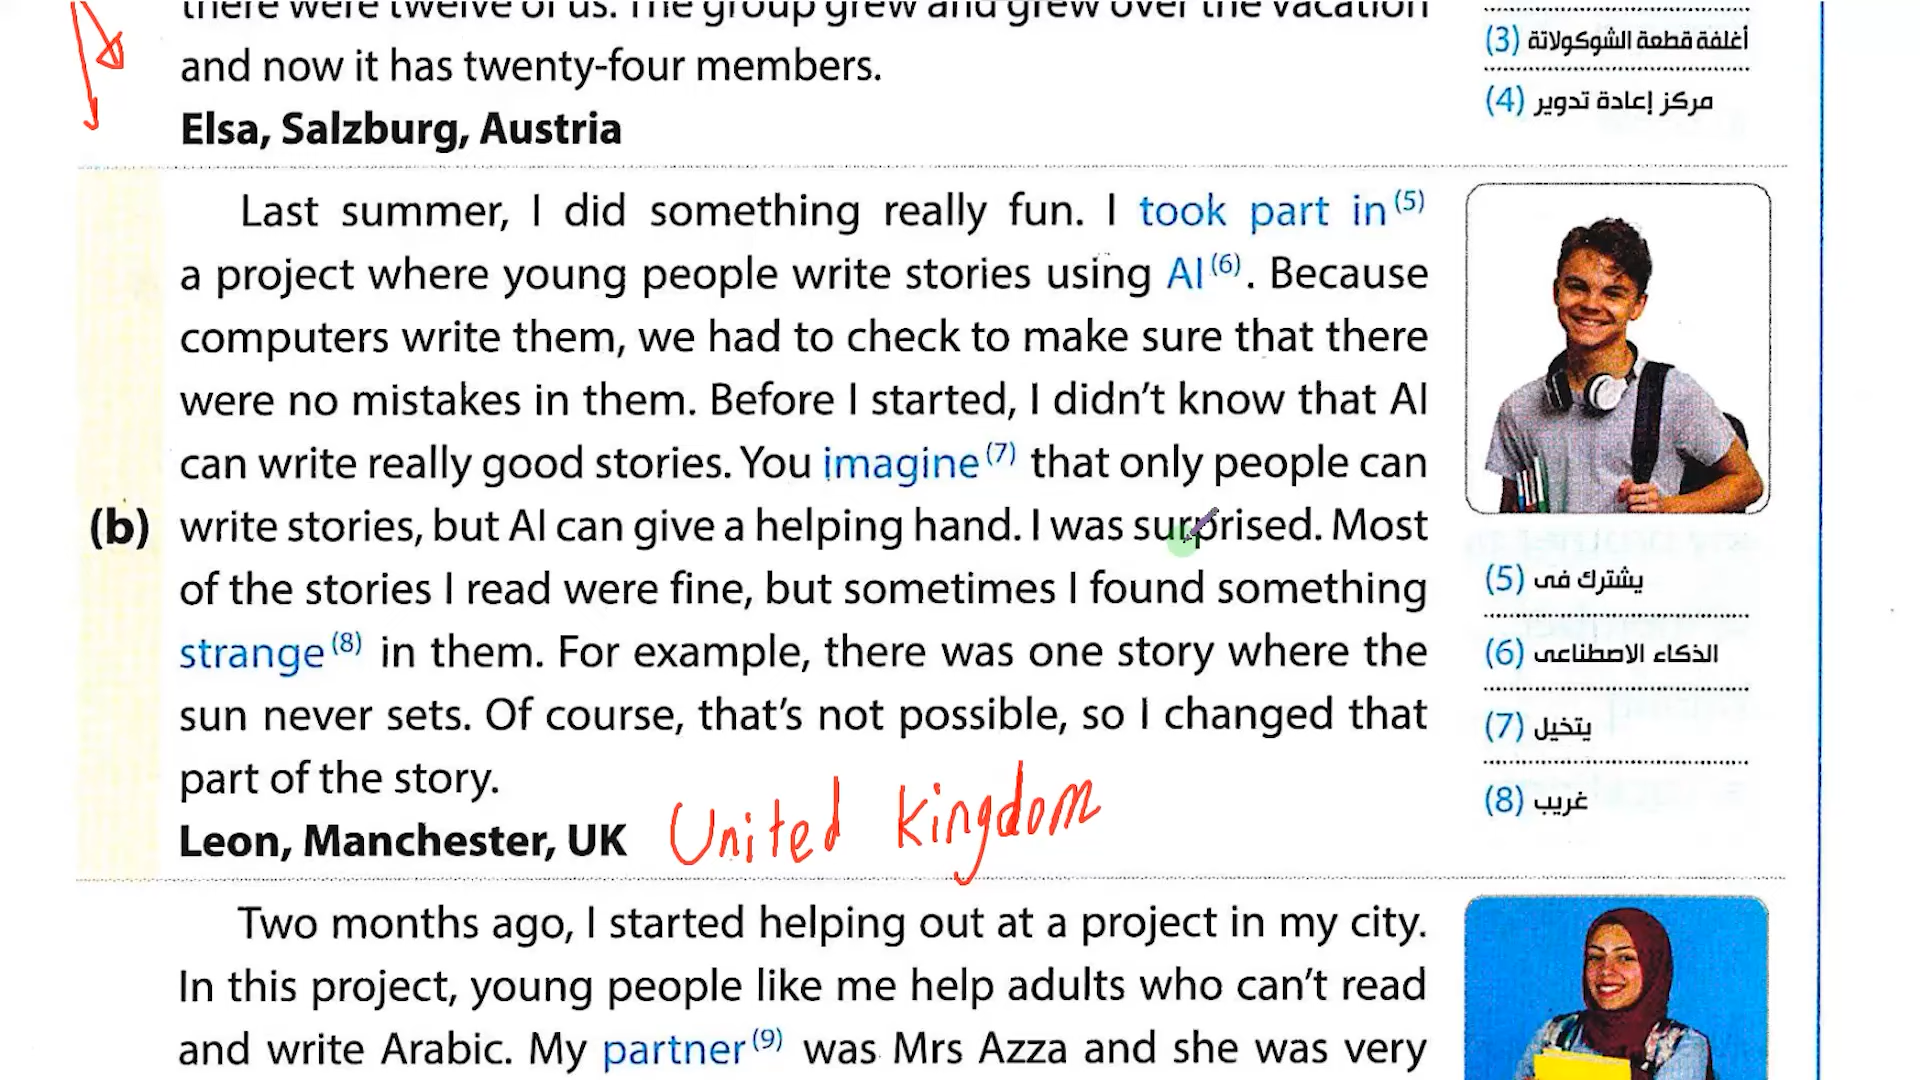 there were twelve of us. The group grew and grew over the vacation
and now it has twenty-four members.
Elsa, Salzburg, Austria
(3) أغلفة قطعة الشوكولاتة
(4) مركز إعادة تدوير
(b)
Last summer, I did something really fun. I took part in(5)
a project where young people write stories using AI(6). Because
computers write them, we had to check to make sure that there
were no mistakes in them. Before I started, I didn't know that AI
can write really good stories. You imagine(7) that only people can
write stories, but AI can give a helping hand. I was surprised. Most
of the stories I read were fine, but sometimes I found something
strange(8) in them. For example, there was one story where the
sun never sets. Of course, that's not possible, so I changed that
part of the story.
Leon, Manchester, UK United Kingdom
(5) يشترك فى
(6) الذكاء الاصطناعى
(7) يتخيل
(8) غريب
Two months ago, I started helping out at a project in my city.
In this project, young people like me help adults who can't read
and write Arabic. My partner(9) was Mrs Azza and she was very